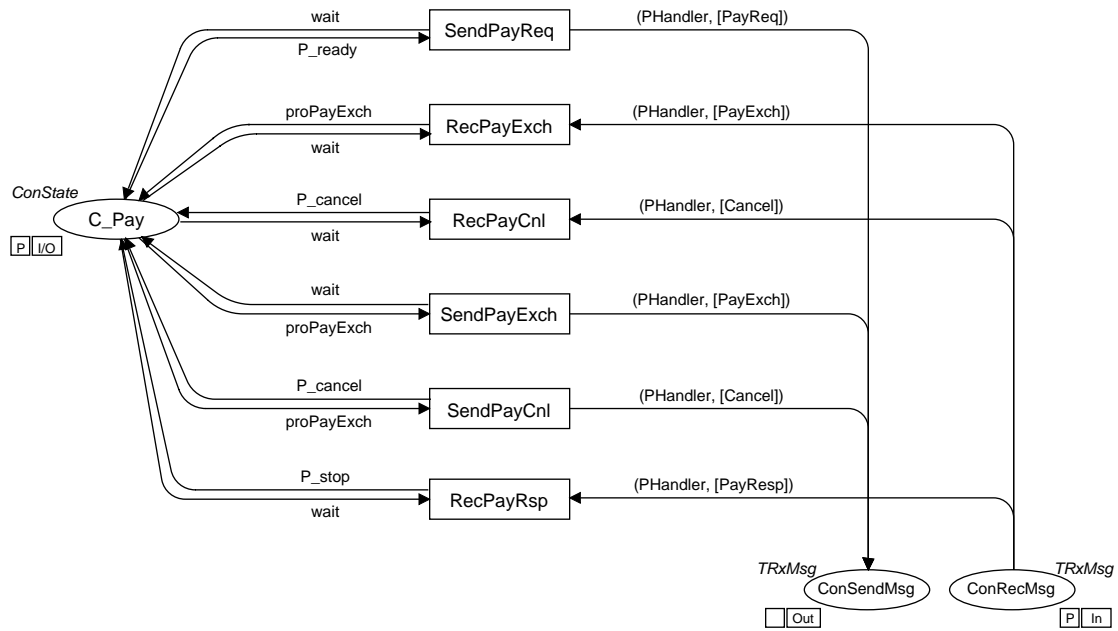 wait
SendPayReq
(PHandler, [PayReq])
P_ready
proPayExch
RecPayExch
(PHandler, [PayExch])
wait
ConState
C_Pay
P I/O
P_cancel
RecPayCnl
(PHandler, [Cancel])
wait
wait
SendPayExch
(PHandler, [PayExch])
proPayExch
P_cancel
SendPayCnl
(PHandler, [Cancel])
proPayExch
P_stop
RecPayRsp
(PHandler, [PayResp])
wait
TRxMsg
ConSendMsg
Out
TRxMsg
ConRecMsg
P In